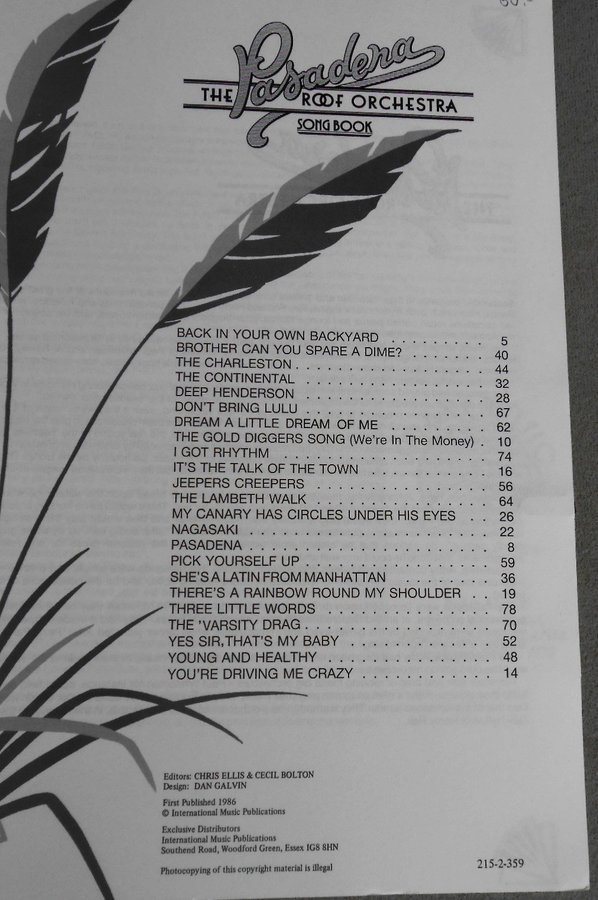 60.-
THE Pasadena ROOF ORCHESTRA
SONG BOOK
BACK IN YOUR OWN BACKYARD . . . . . . . . . 5
BROTHER CAN YOU SPARE A DIME? . . . . . . . 40
THE CHARLESTON . . . . . . . . . . . . . . . . . . 44
THE CONTINENTAL . . . . . . . . . . . . . . . . . 32
DEEP HENDERSON . . . . . . . . . . . . . . . . . 28
DON'T BRING LULU . . . . . . . . . . . . . . . . . 67
DREAM A LITTLE DREAM OF ME . . . . . . . . . 62
THE GOLD DIGGERS SONG (We're In The Money) . 10
I GOT RHYTHM . . . . . . . . . . . . . . . . . . . 74
IT'S THE TALK OF THE TOWN . . . . . . . . . . 16
JEEPERS CREEPERS . . . . . . . . . . . . . . . . 56
THE LAMBETH WALK . . . . . . . . . . . . . . . . 64
MY CANARY HAS CIRCLES UNDER HIS EYES . . 26
NAGASAKI . . . . . . . . . . . . . . . . . . . . . . 22
PASADENA . . . . . . . . . . . . . . . . . . . . . . 8
PICK YOURSELF UP . . . . . . . . . . . . . . . . . 59
SHE'S A LATIN FROM MANHATTAN . . . . . . . . 36
THERE'S A RAINBOW ROUND MY SHOULDER . . 19
THREE LITTLE WORDS . . . . . . . . . . . . . . . 78
THE 'VARSITY DRAG . . . . . . . . . . . . . . . . . 70
YES SIR, THAT'S MY BABY . . . . . . . . . . . . . 52
YOUNG AND HEALTHY . . . . . . . . . . . . . . . 48
YOU'RE DRIVING ME CRAZY . . . . . . . . . . . . 14
Editors: CHRIS ELLIS & CECIL BOLTON
Design: DAN GALVIN
First Published 1986
© International Music Publications
Exclusive Distributors
International Music Publications
Southend Road, Woodford Green, Essex IG8 8HN
Photocopying of this copyright material is illegal
215-2-359